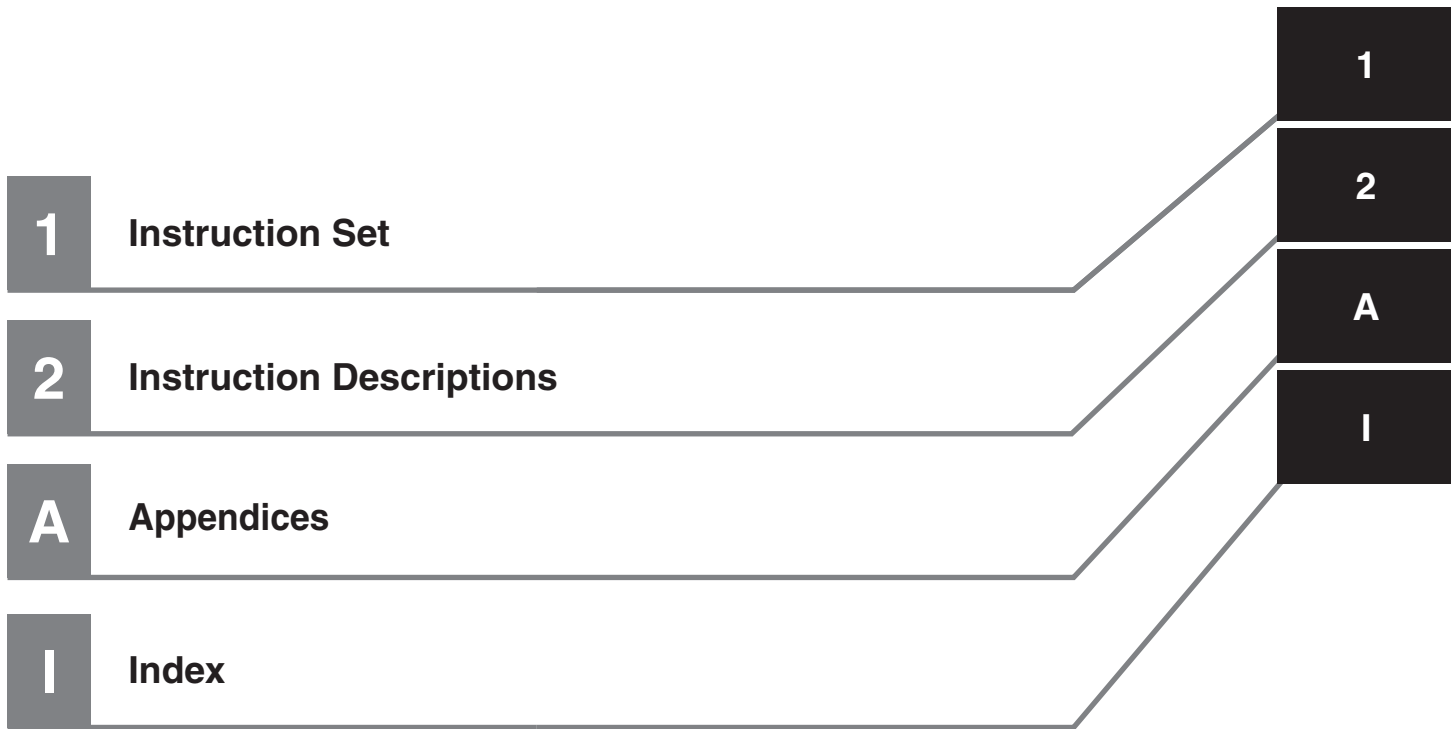 1 Instruction Set
2 Instruction Descriptions
A Appendices
I Index
1
2
A
I